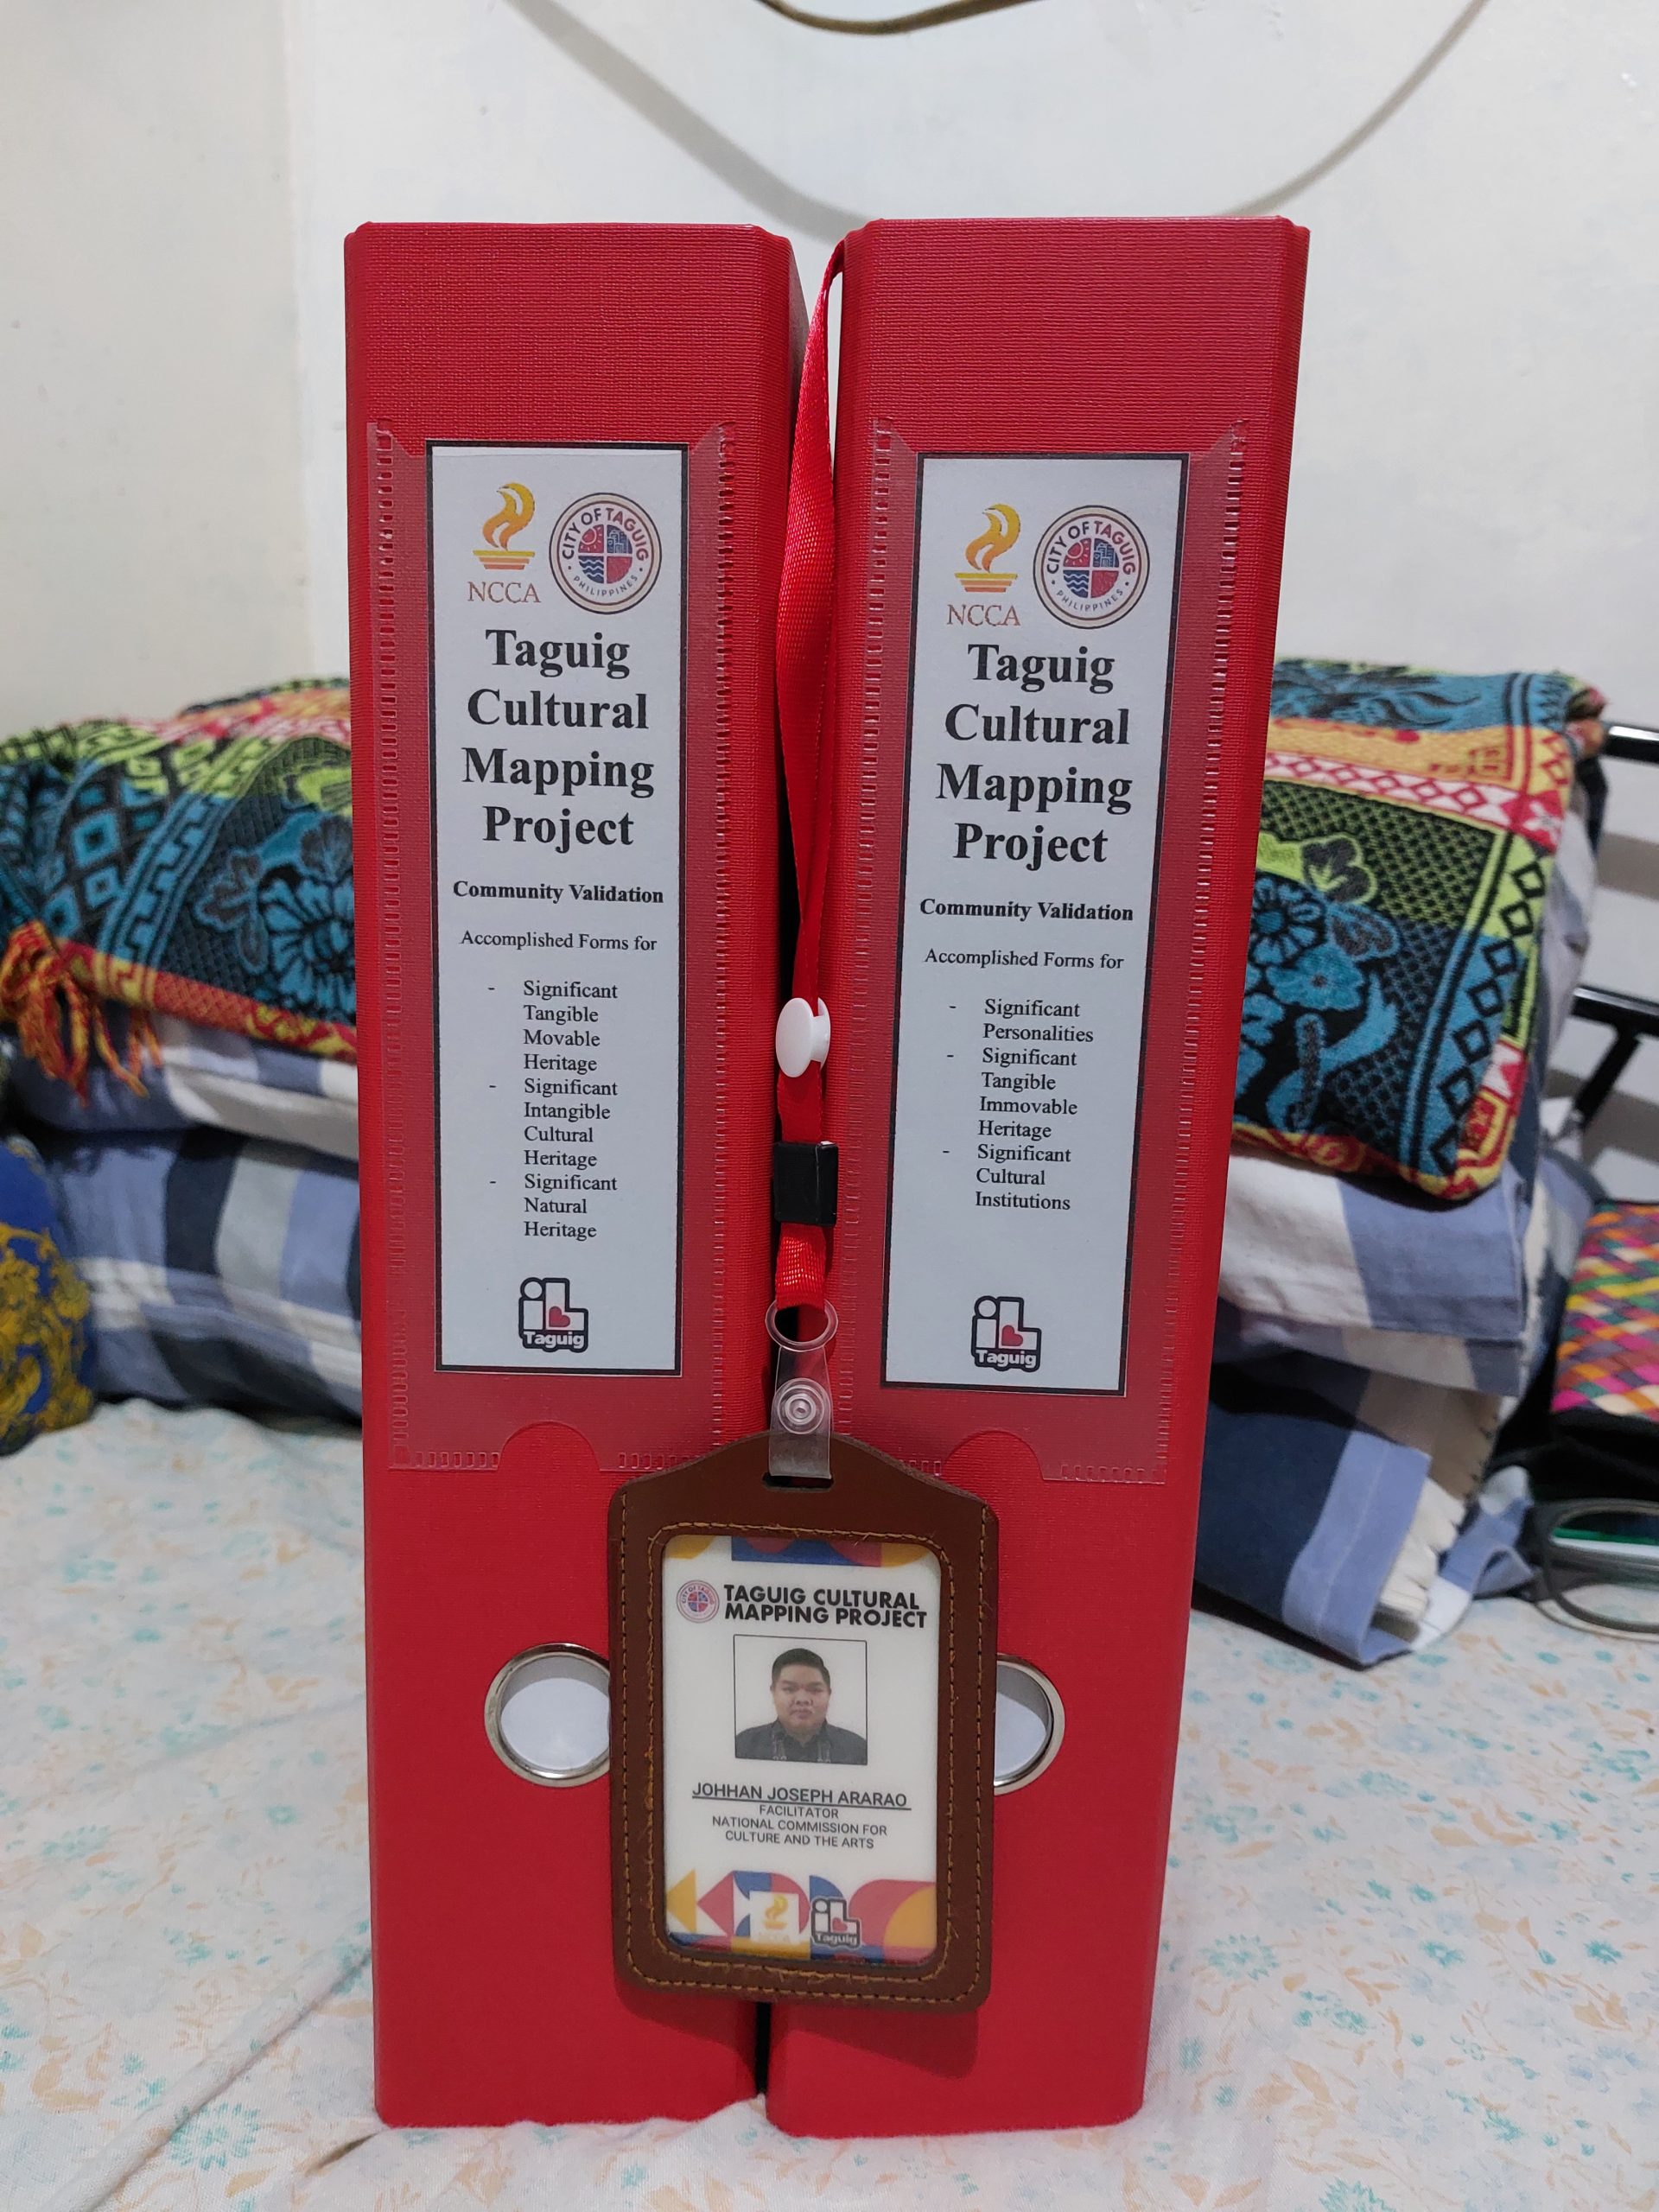 NCCA
CITY OF TAGUIG
PHILIPPINES
Taguig
Cultural
Mapping
Project
Community Validation
Accomplished Forms for
- Significant
Tangible
Movable
Heritage
- Significant
Intangible
Cultural
Heritage
- Significant
Natural
Heritage
iL
Taguig
NCCA
CITY OF TAGUIG
PHILIPPINES
Taguig
Cultural
Mapping
Project
Community Validation
Accomplished Forms for
- Significant
Personalities
- Significant
Tangible
Immovable
Heritage
- Significant
Cultural
Institutions
iL
Taguig
TAGUIG CULTURAL
MAPPING PROJECT
JOHHAN JOSEPH ARARAO
FACILITATOR
NATIONAL COMMISSION FOR
CULTURE AND THE ARTS
iL
Taguig